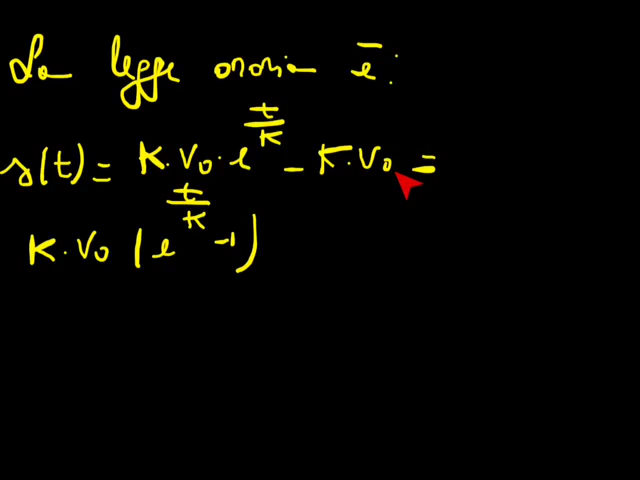 La legge oraria è:
s(t) = K·V₀·e^(t/K) - K·V₀ =
K·V₀ (e^(t/K) -1)